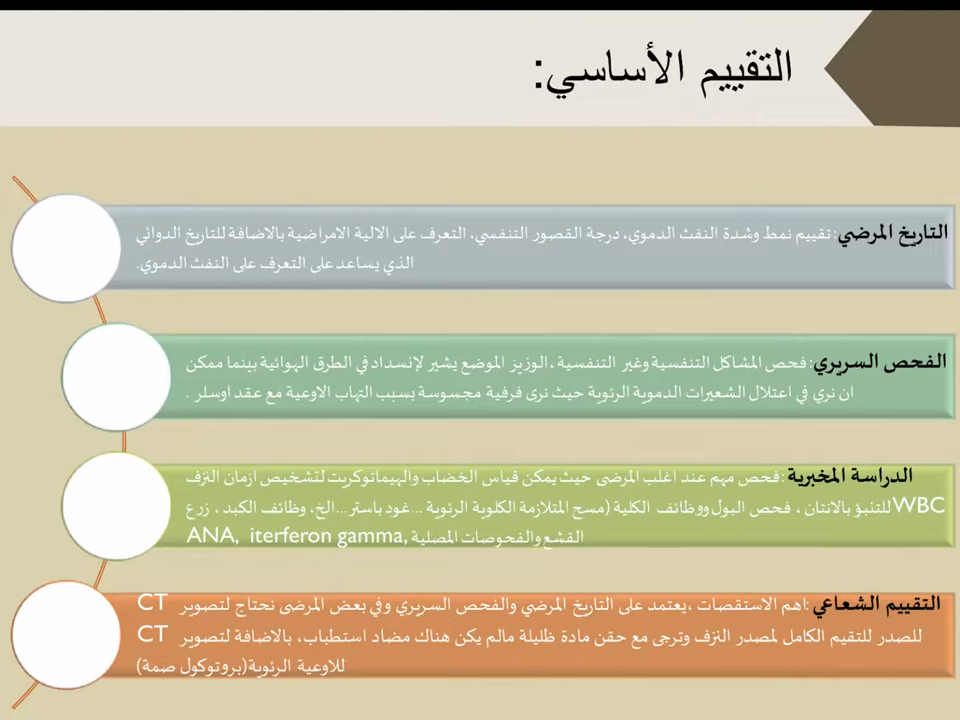 التقييم الأساسي:
التاريخ المرضي: تقييم نمط وشدة النفث الدموي، درجة القصور التنفسي، التعرف على الالية الامراضية بالاضافة للتاريخ الدوائي
الذي يساعد على التعرف على النفث الدموي.
الفحص السريري: فحص المشاكل التنفسية وغير التنفسية ، الوزيز الموضع يشير لإنسداد في الطرق الهوائية بينما ممكن
ان نرى في اعتلال الشعيرات الدموية الرئوية حيث نرى فرفية مجسوسة بسبب التهاب الاوعية مع عقد اوسلر .
الدراسة المخبرية :فحص مهم عند اغلب المرضى حيث يمكن قياس الخضاب والهيماتوكريت لتشخيص ازمان النزف
WBC للتنبؤ بالانتان ، فحص البول ووظائف الكلية (مسح المتلازمة الكلوية الرئوية ...غود باستر...الخ، وظائف الكبد ، زرع
القشع والفحوصات المصلية ANA, iterferon gamma,
التقييم الشعاعي :اهم الاستقصات ،يعتمد على التاريخ المرضي والفحص السريري وفي بعض المرضى نحتاج لتصوير CT
للصدر للتقيم الكامل لمصدر النزف وترجى مع حقن مادة ظليلة مالم يكن هناك مضاد استطباب، بالاضافة لتصوير CT
للاوعية الرئوية(بروتوكول صمة)